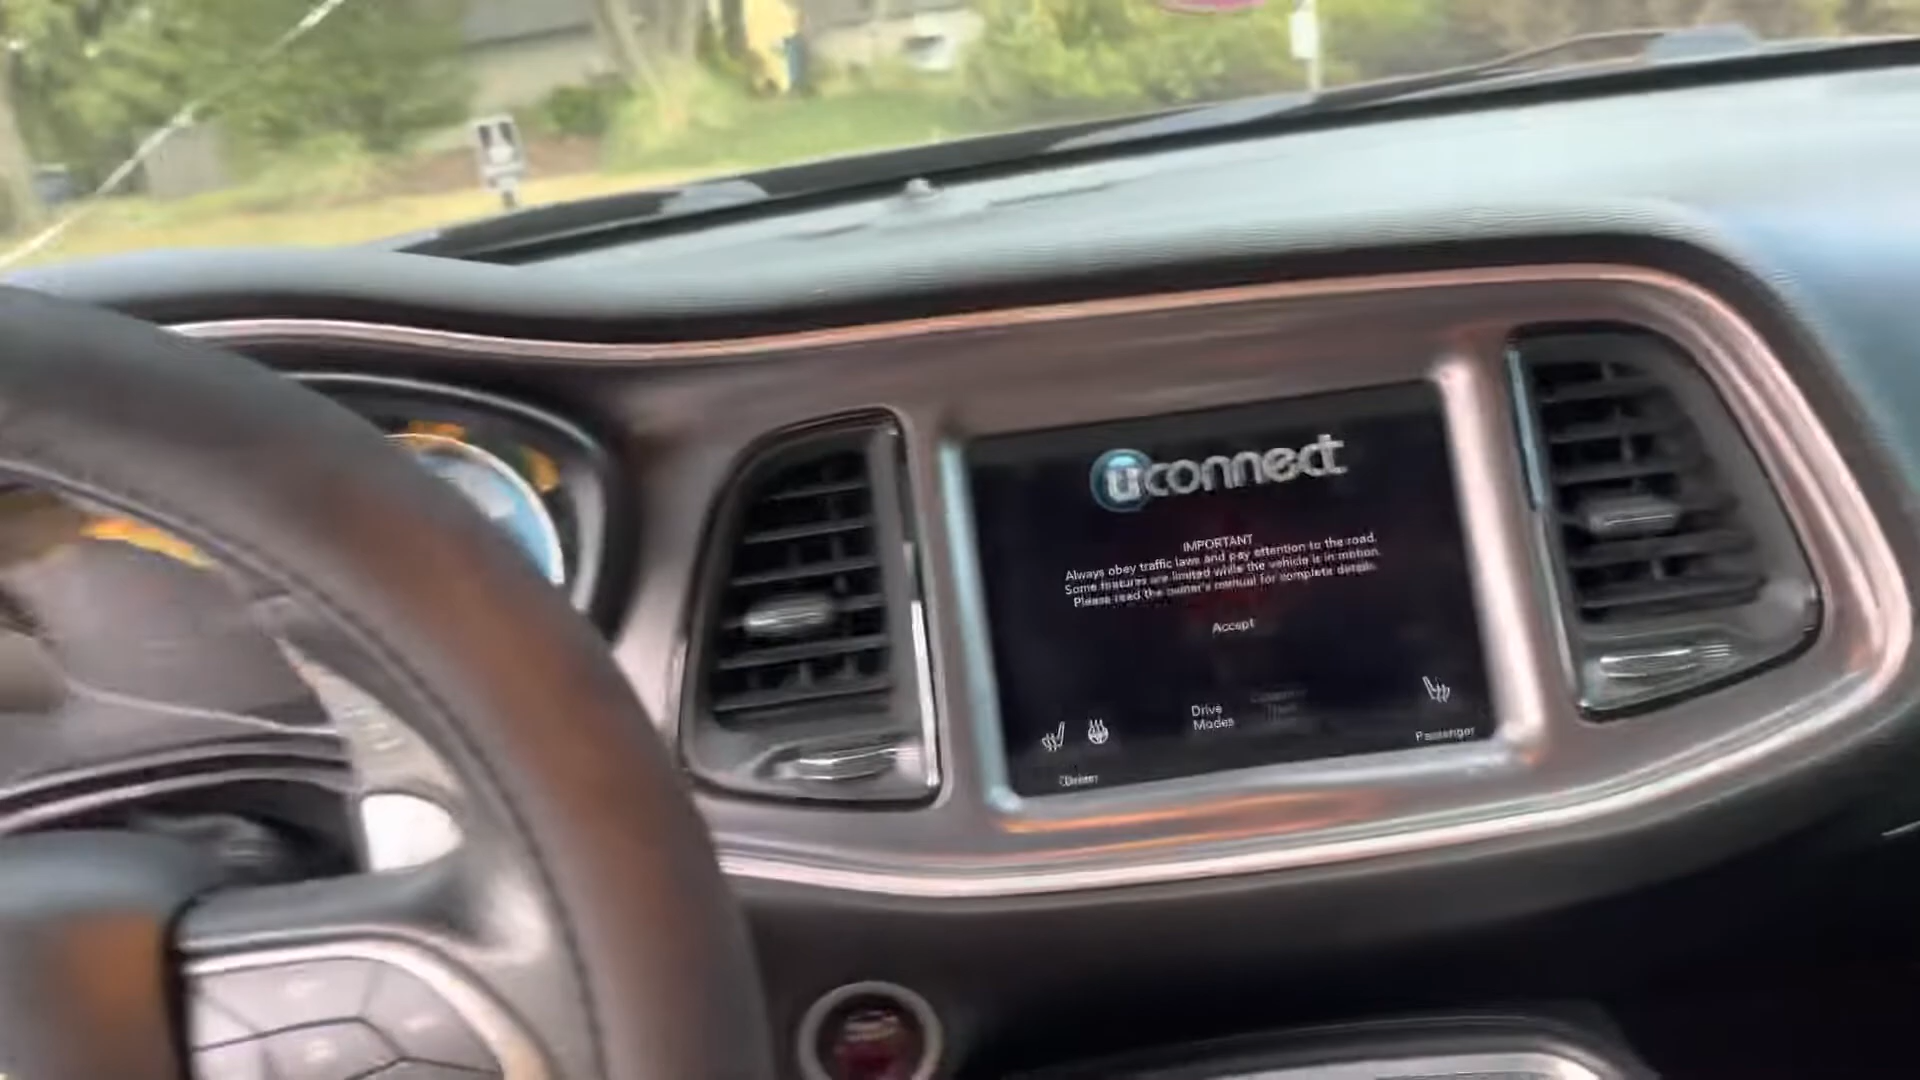 uconnect
IMPORTANT
Always obey traffic laws and pay attention to the road.
Some features are limited while the vehicle is in motion.
Please read the owner's manual for complete details.
Accept
Drive
Modes
Driver
Passenger